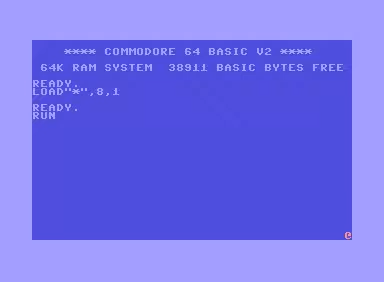 **** COMMODORE 64 BASIC V2 ****
64K RAM SYSTEM  38911 BASIC BYTES FREE
READY.
LOAD"*",8,1
READY.
RUN